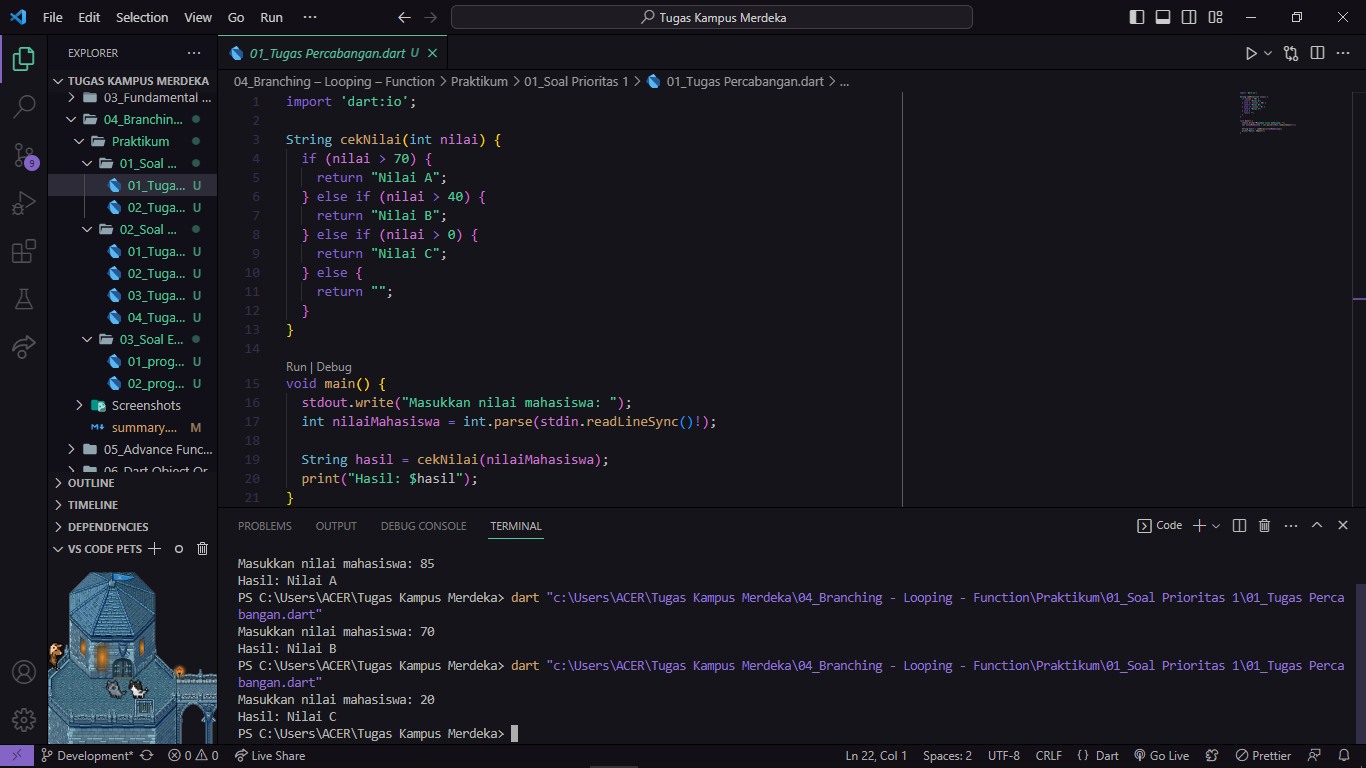 File Edit Selection View Go Run ···
Tugas Kampus Merdeka
EXPLORER
TUGAS KAMPUS MERDEKA
03_Fundamental ...
04_Branchin...
Praktikum
01_Soal ...
01_Tuga... U
02_Tuga... U
02_Soal ...
01_Tuga... U
02_Tuga... U
03_Tuga... U
04_Tuga... U
03_Soal E...
01_prog... U
02_prog... U
Screenshots
summary.... M
05_Advance Func...
06_Dart Object Or...
OUTLINE
TIMELINE
DEPENDENCIES
VS CODE PETS
9
01_Tugas Percabangan.dart U
04_Branching – Looping – Function > Praktikum > 01_Soal Prioritas 1 > 01_Tugas Percabangan.dart > ...
1 import 'dart:io';
2
3 String cekNilai(int nilai) {
4 if (nilai > 70) {
5 return "Nilai A";
6 } else if (nilai > 40) {
7 return "Nilai B";
8 } else if (nilai > 0) {
9 return "Nilai C";
10 } else {
11 return "";
12 }
13 }
14
Run | Debug
15 void main() {
16 stdout.write("Masukkan nilai mahasiswa: ");
17 int nilaiMahasiswa = int.parse(stdin.readLineSync()!);
18
19 String hasil = cekNilai(nilaiMahasiswa);
20 print("Hasil: $hasil");
21 }
PROBLEMS OUTPUT DEBUG CONSOLE TERMINAL
Code
Masukkan nilai mahasiswa: 85
Hasil: Nilai A
PS C:\Users\ACER\Tugas Kampus Merdeka> dart "c:\Users\ACER\Tugas Kampus Merdeka\04_Branching - Looping - Function\Praktikum\01_Soal Prioritas 1\01_Tugas Perca
bangan.dart"
Masukkan nilai mahasiswa: 70
Hasil: Nilai B
PS C:\Users\ACER\Tugas Kampus Merdeka> dart "c:\Users\ACER\Tugas Kampus Merdeka\04_Branching - Looping - Function\Praktikum\01_Soal Prioritas 1\01_Tugas Perca
bangan.dart"
Masukkan nilai mahasiswa: 20
Hasil: Nilai C
PS C:\Users\ACER\Tugas Kampus Merdeka>
Development* 0 0 Live Share Ln 22, Col 1 Spaces: 2 UTF-8 CRLF {} Dart Go Live Prettier